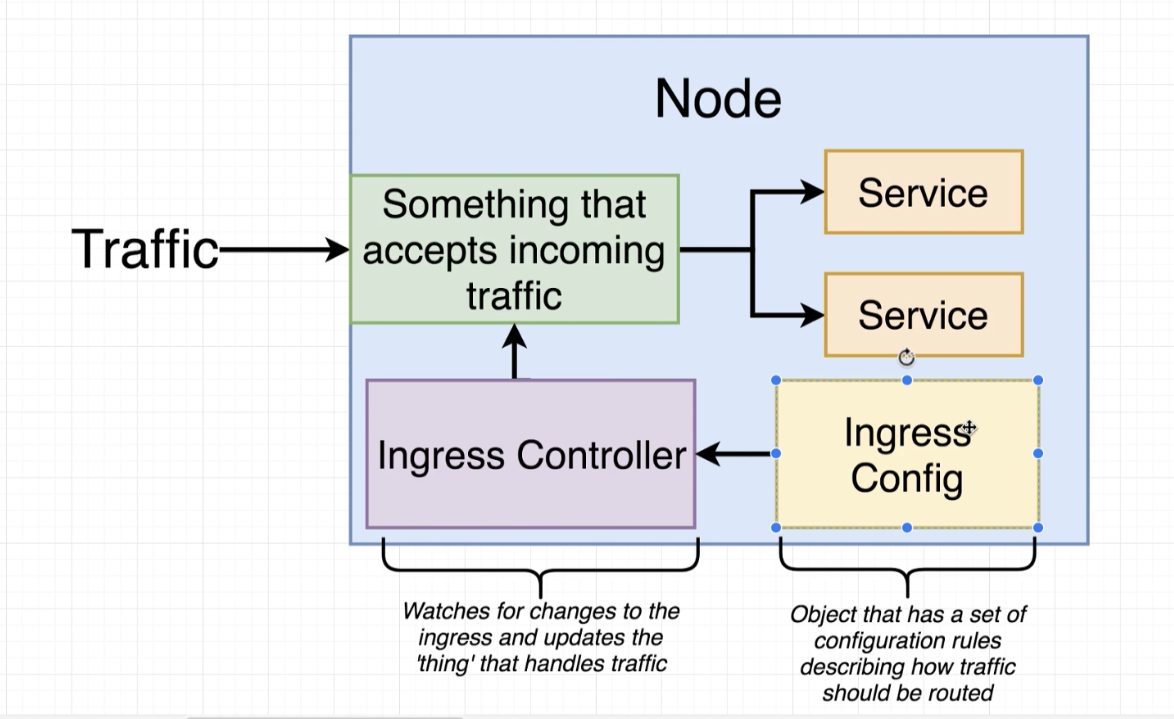 Node
Traffic
Something that
accepts incoming
traffic
Service
Service
Ingress Controller
Ingress
Config
Watches for changes to the
ingress and updates the
'thing' that handles traffic
Object that has a set of
configuration rules
describing how traffic
should be routed